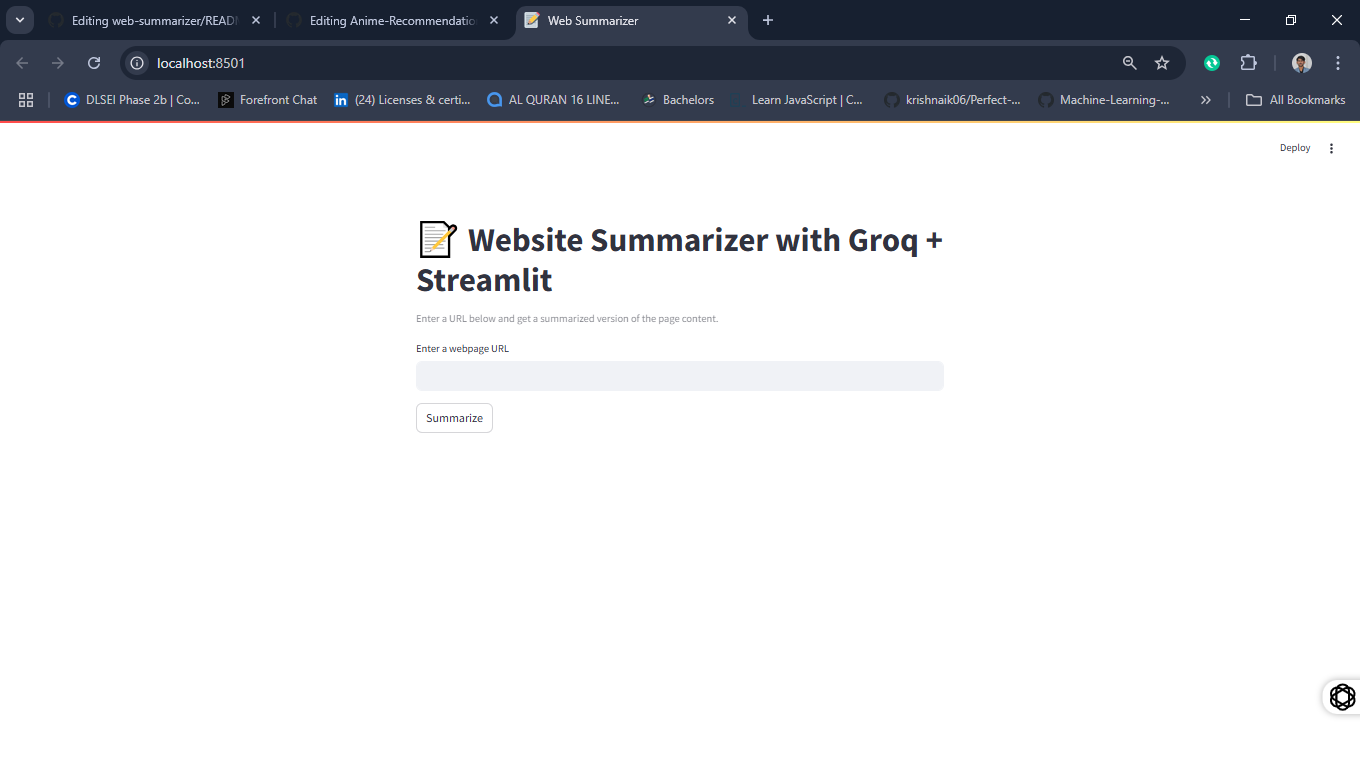 Editing web-summarizer/READM
Editing Anime-Recommendatio
Web Summarizer
localhost:8501
DLSEI Phase 2b | Co...
Forefront Chat
(24) Licenses & certi...
AL QURAN 16 LINE...
Bachelors
Learn JavaScript | C...
krishnaik06/Perfect-...
Machine-Learning-...
All Bookmarks
Deploy
Website Summarizer with Groq +
Streamlit
Enter a URL below and get a summarized version of the page content.
Enter a webpage URL
Summarize